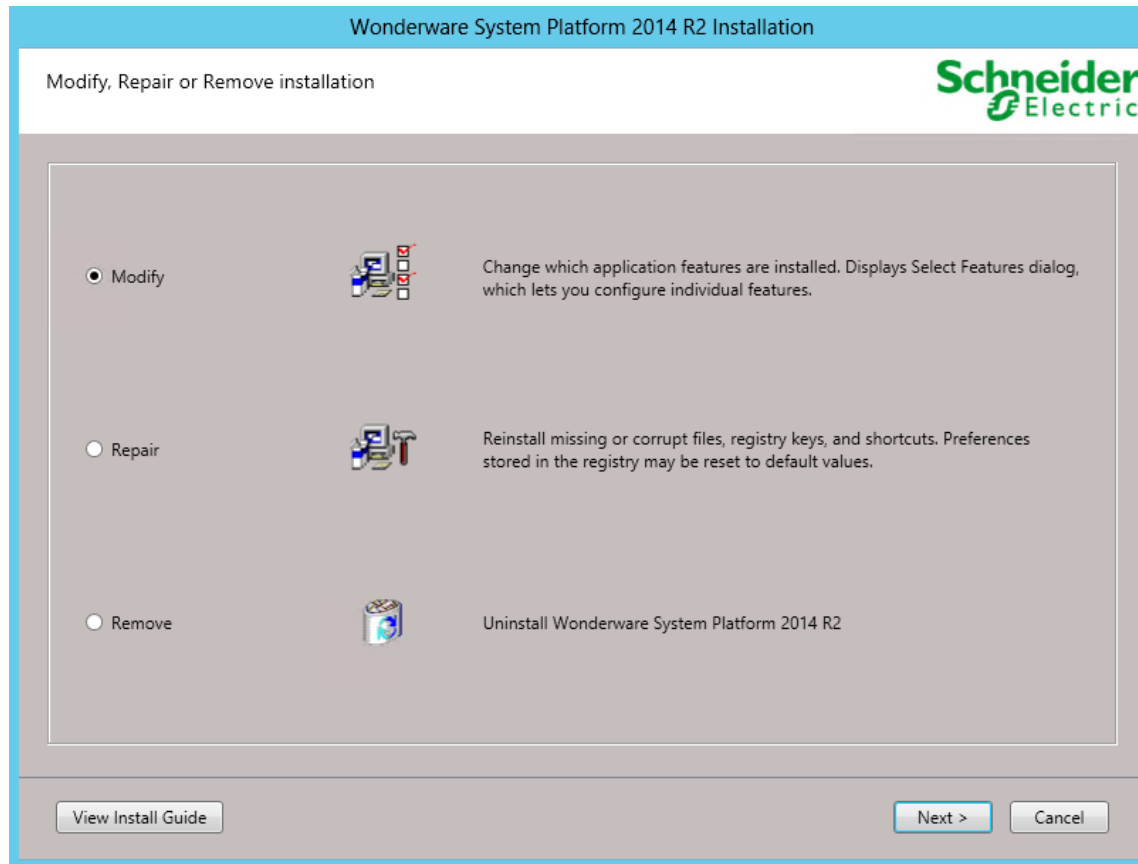 Wonderware System Platform 2014 R2 Installation
Modify, Repair or Remove installation
Schneider
Electric
Modify
Change which application features are installed. Displays Select Features dialog,
which lets you configure individual features.
Repair
Reinstall missing or corrupt files, registry keys, and shortcuts. Preferences
stored in the registry may be reset to default values.
Remove
Uninstall Wonderware System Platform 2014 R2
View Install Guide
Next >
Cancel